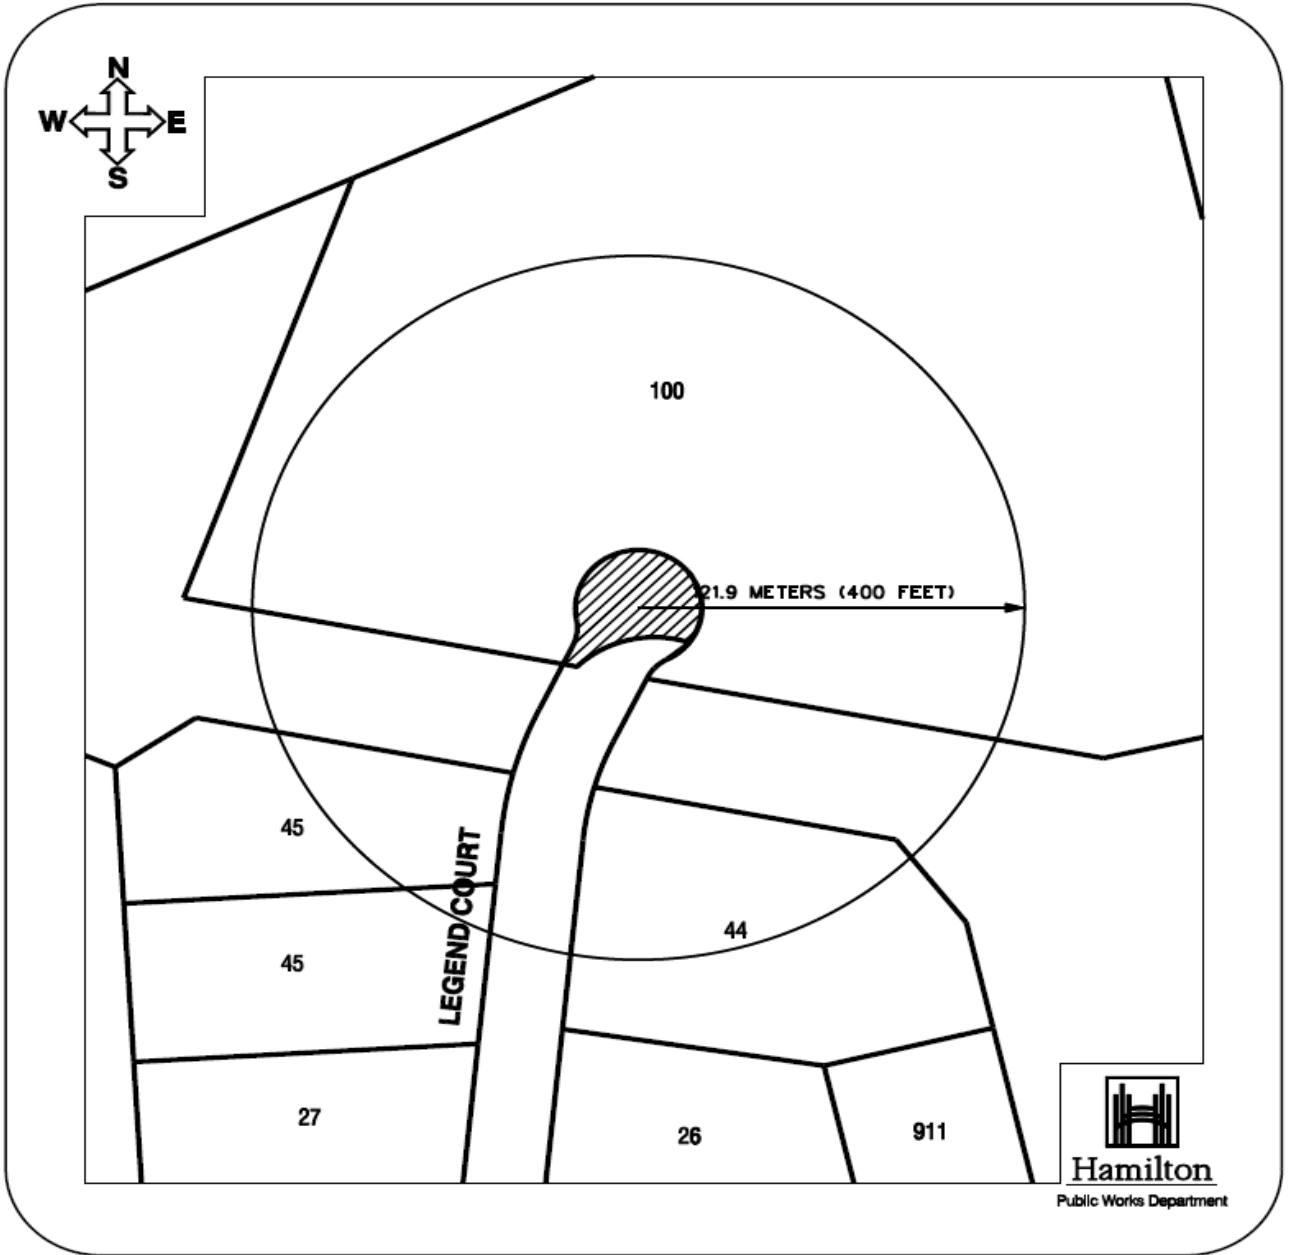 N
W E
S
100
21.9 METERS (400 FEET)
45
LEGEND COURT
44
45
27
26
911
Hamilton
Public Works Department